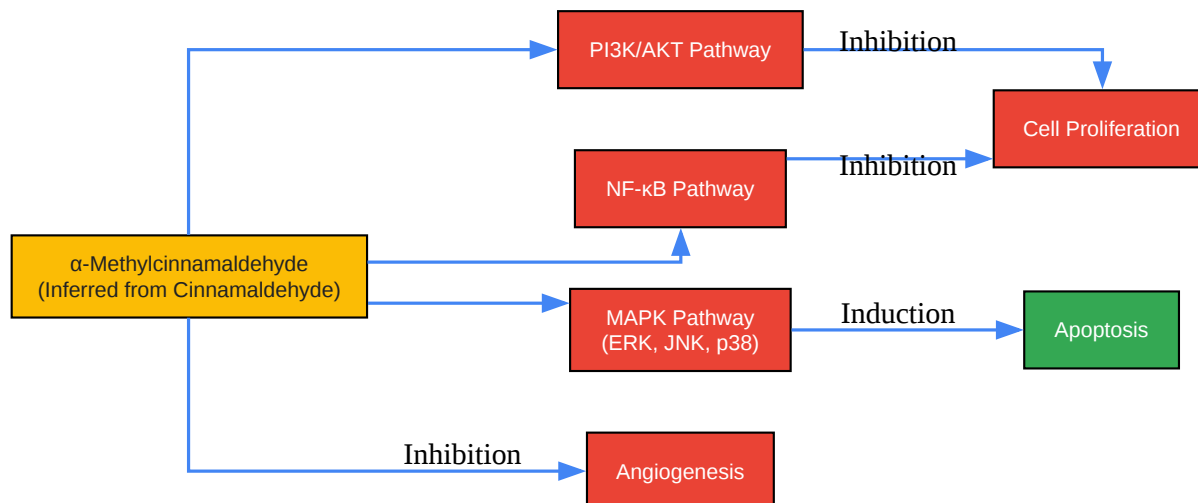 PI3K/AKT Pathway
Inhibition
Cell Proliferation
NF-κB Pathway
Inhibition
α-Methylcinnamaldehyde
(Inferred from Cinnamaldehyde)
MAPK Pathway
(ERK, JNK, p38)
Induction
Apoptosis
Inhibition
Angiogenesis